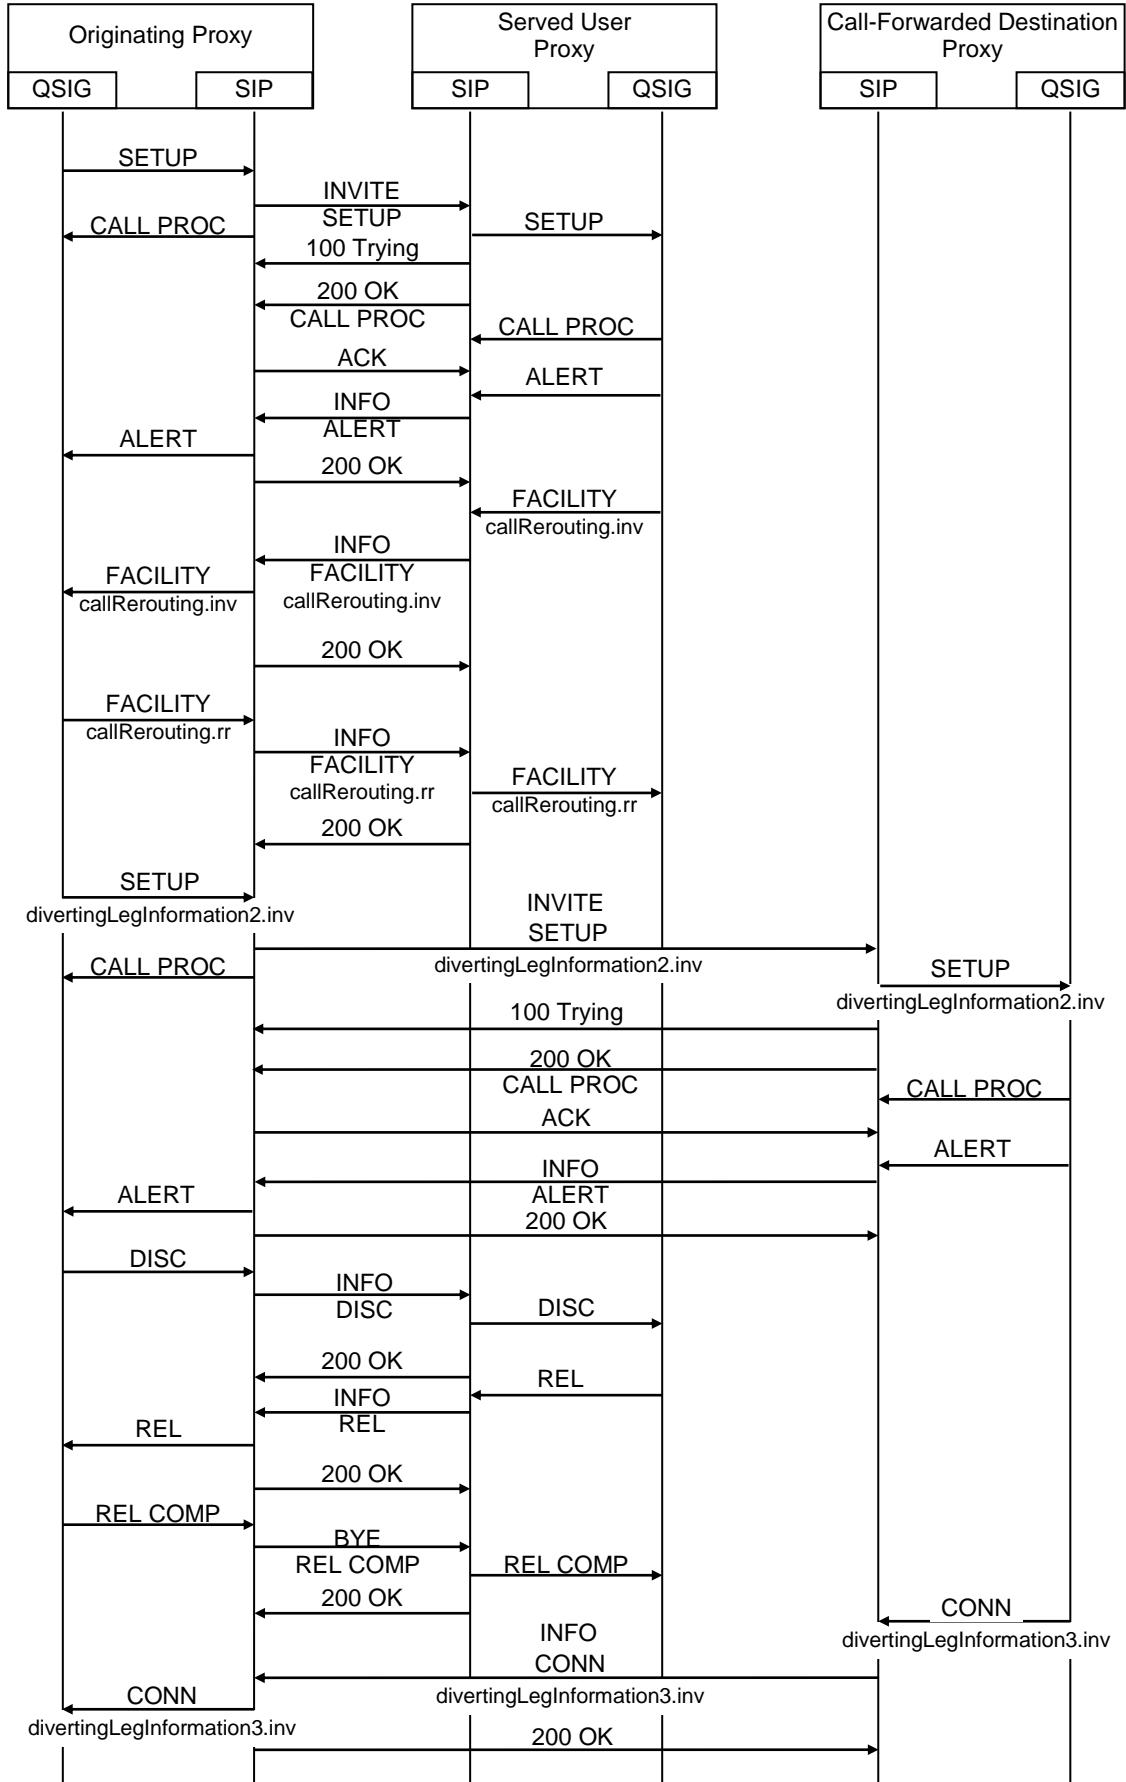 Originating Proxy
Served User
Proxy
Call-Forwarded Destination
Proxy
QSIG
SIP
SIP
QSIG
SIP
QSIG
SETUP
INVITE
SETUP
SETUP
CALL PROC
100 Trying
200 OK
CALL PROC
CALL PROC
ACK
ALERT
INFO
ALERT
ALERT
200 OK
FACILITY
callRerouting.inv
INFO
FACILITY
callRerouting.inv
FACILITY
callRerouting.inv
200 OK
FACILITY
callRerouting.rr
INFO
FACILITY
callRerouting.rr
FACILITY
callRerouting.rr
200 OK
SETUP
divertingLegInformation2.inv
INVITE
SETUP
divertingLegInformation2.inv
CALL PROC
SETUP
divertingLegInformation2.inv
100 Trying
200 OK
CALL PROC
CALL PROC
ACK
ALERT
INFO
ALERT
ALERT
200 OK
DISC
INFO
DISC
DISC
200 OK
REL
INFO
REL
REL
200 OK
REL COMP
BYE
REL COMP
REL COMP
200 OK
CONN
divertingLegInformation3.inv
INFO
CONN
divertingLegInformation3.inv
CONN
divertingLegInformation3.inv
200 OK